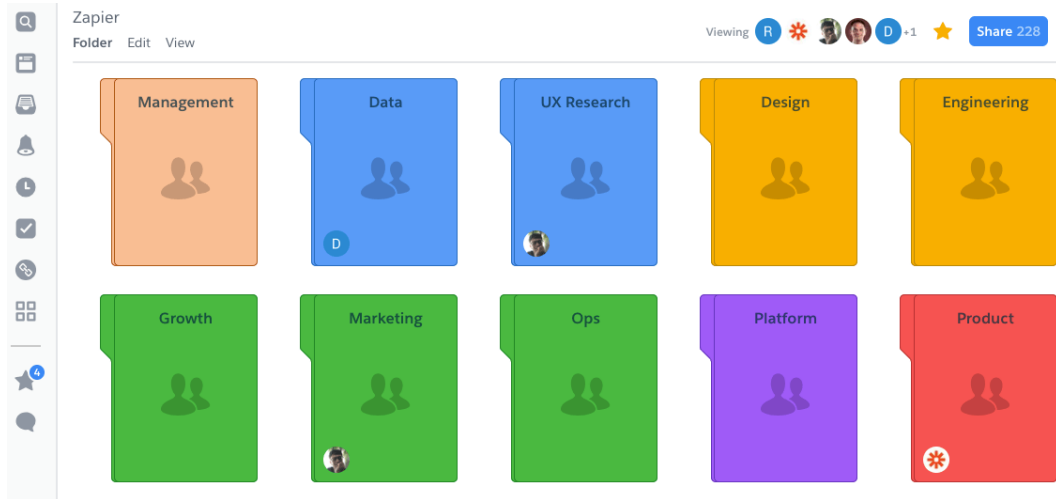 Zapier
Folder Edit View
Viewing R D +1 Share 228
Management Data UX Research Design Engineering
D
Growth Marketing Ops Platform Product
4